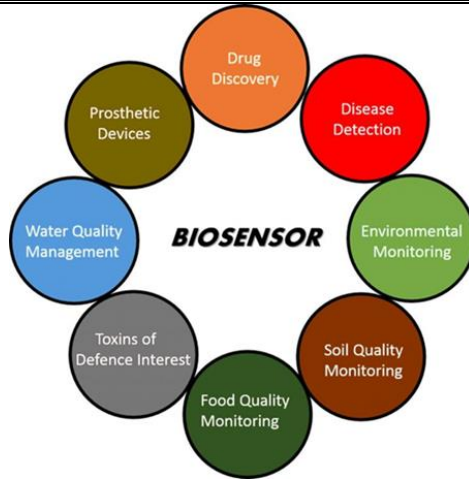 Drug
Discovery
Disease
Detection
Environmental
Monitoring
Soil Quality
Monitoring
Food Quality
Monitoring
Toxins of
Defence Interest
Water Quality
Management
Prosthetic
Devices
BIOSENSOR